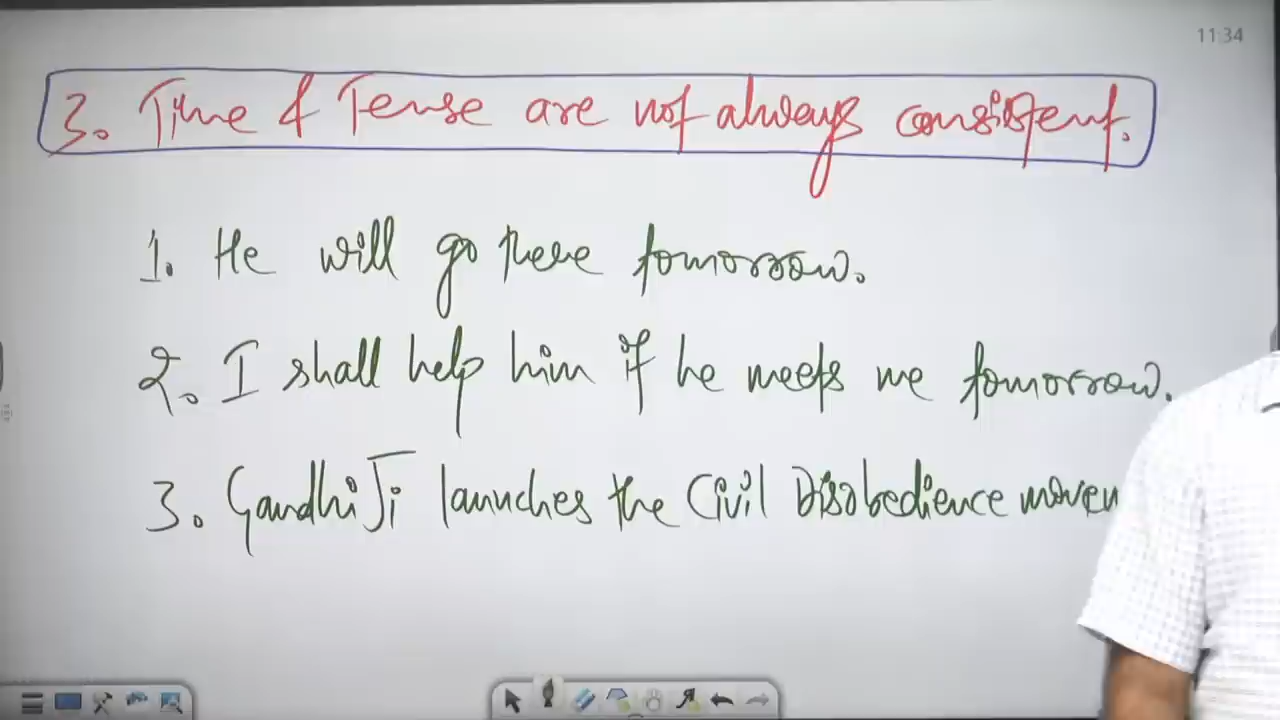 11:34
3. Time & Tense are not always consistent.
1. He will go there tomorrow.
2. I shall help him if he meets me tomorrow.
3. Gandhi Ji launches the Civil Disobedience movem